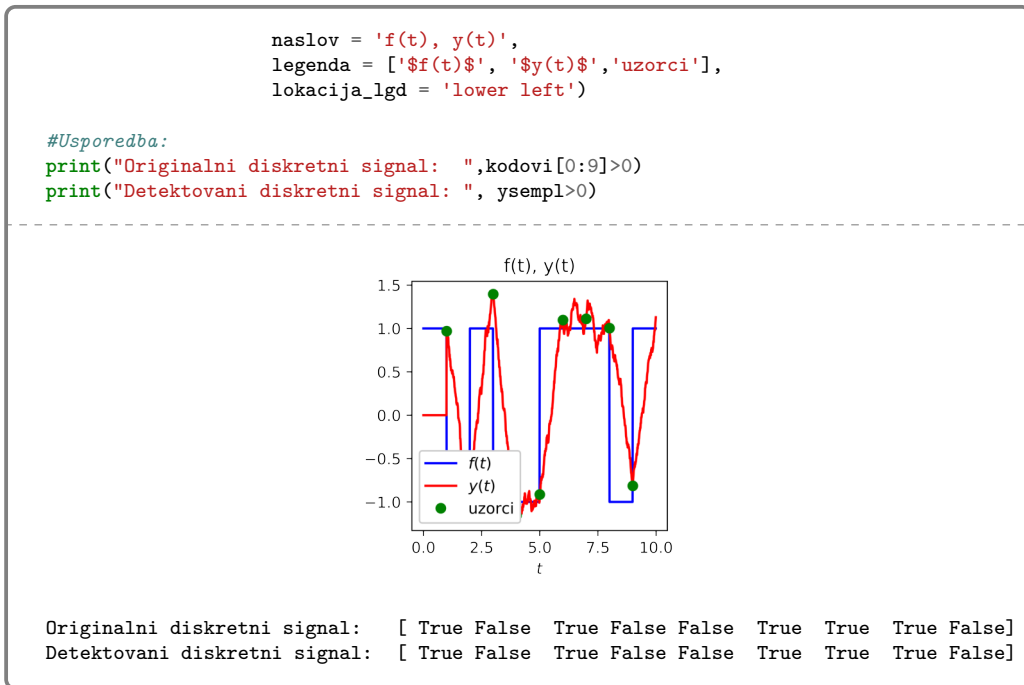 naslov = 'f(t), y(t)',
legenda = ['$f(t)$', '$y(t)$','uzorci'],
lokacija_lgd = 'lower left')
#Usporedba:
print("Originalni diskretni signal:  ",kodovi[0:9]>0)
print("Detektovani diskretni signal: ", ysempl>0)
f(t), y(t)
1.5
1.0
0.5
0.0
−0.5
−1.0
f(t)
y(t)
uzorci
0.0 2.5 5.0 7.5 10.0
t
Originalni diskretni signal:   [ True False  True False False  True  True  True False]
Detektovani diskretni signal:  [ True False  True False False  True  True  True False]